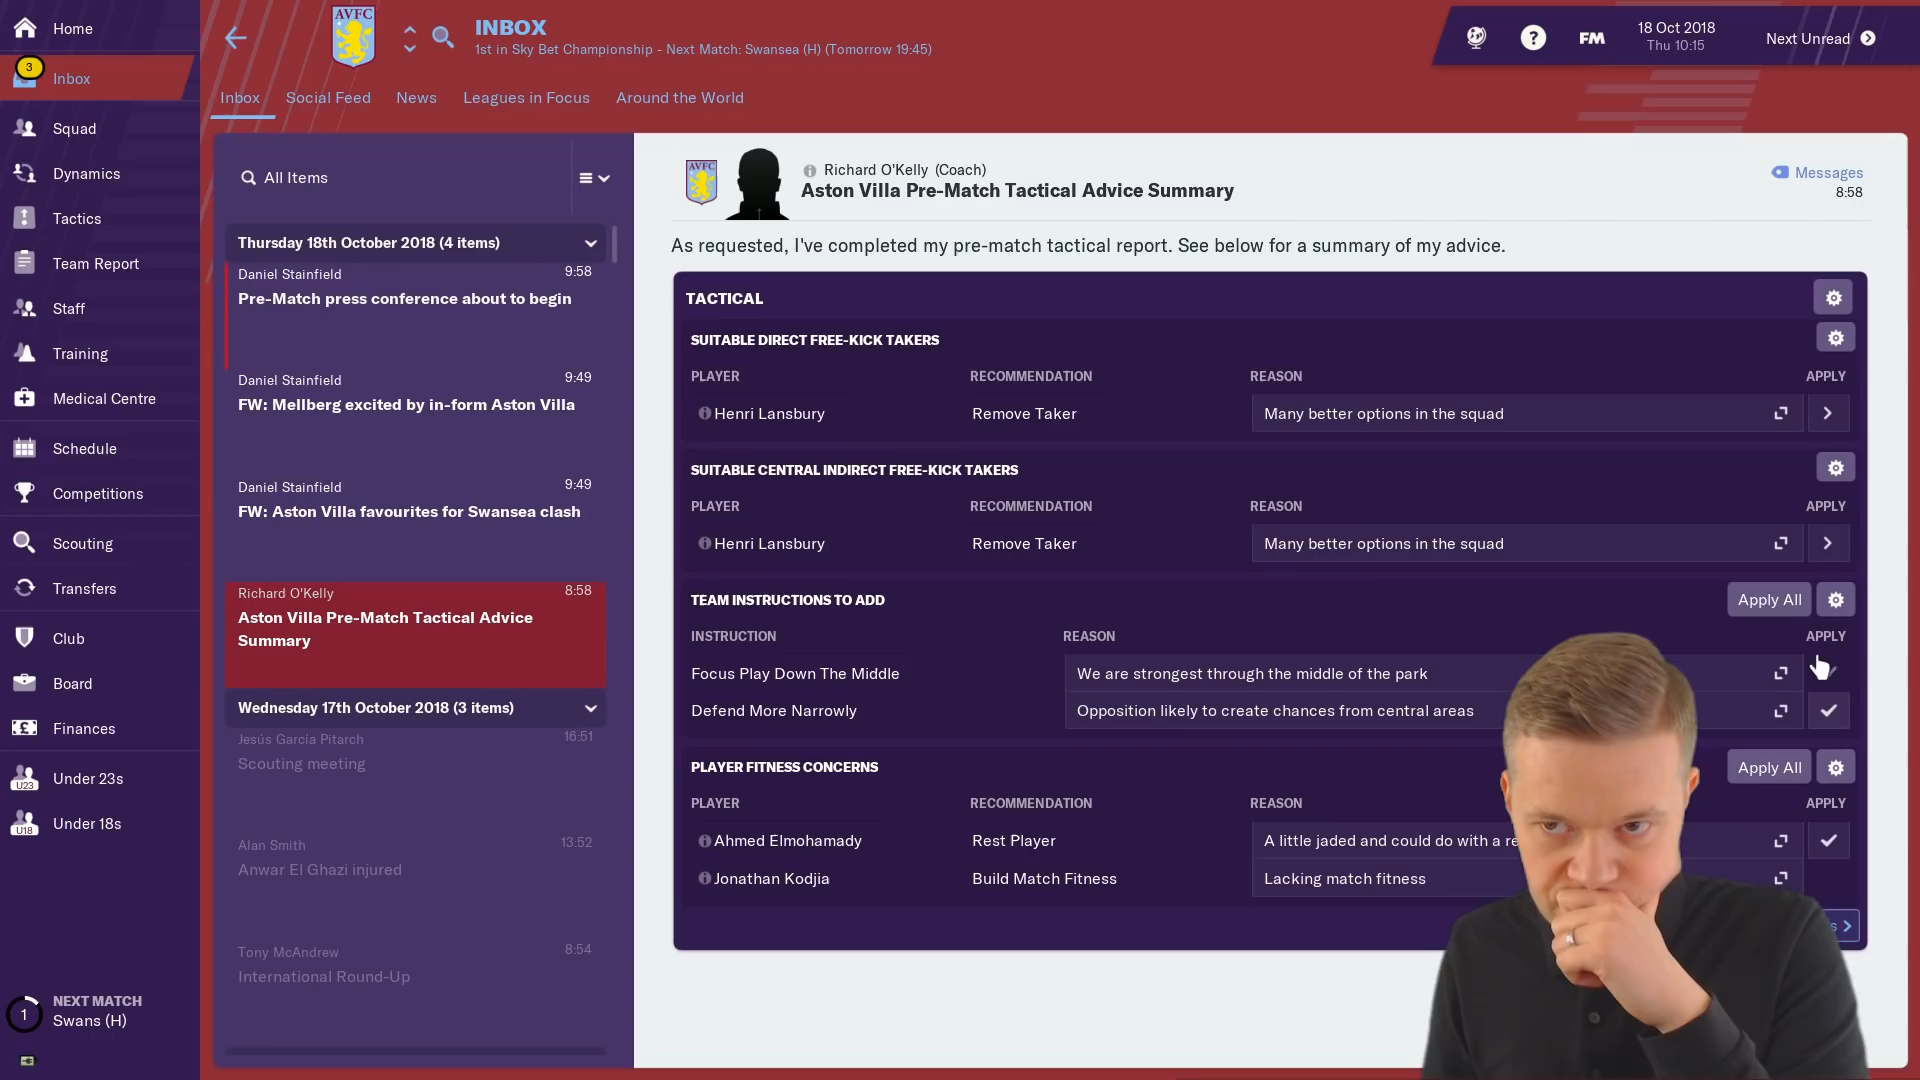 Home
3
Inbox
Squad
Dynamics
Tactics
Team Report
Staff
Training
Medical Centre
Schedule
Competitions
Scouting
Transfers
Club
Board
Finances
U23
Under 23s
U18
Under 18s
1
NEXT MATCH
Swans (H)
AVFC
INBOX
1st in Sky Bet Championship - Next Match: Swansea (H) (Tomorrow 19:45)
?
FM
18 Oct 2018
Thu 10:15
Next Unread
Inbox
Social Feed
News
Leagues in Focus
Around the World
All Items
Thursday 18th October 2018 (4 items)
Daniel Stainfield 9:58
Pre-Match press conference about to begin
Daniel Stainfield 9:49
FW: Mellberg excited by in-form Aston Villa
Daniel Stainfield 9:49
FW: Aston Villa favourites for Swansea clash
Richard O'Kelly 8:58
Aston Villa Pre-Match Tactical Advice
Summary
Wednesday 17th October 2018 (3 items)
Jesús García Pitarch 16:51
Scouting meeting
Alan Smith 13:52
Anwar El Ghazi injured
Tony McAndrew 8:54
International Round-Up
AVFC
Richard O'Kelly (Coach)
Aston Villa Pre-Match Tactical Advice Summary
Messages
8:58
As requested, I've completed my pre-match tactical report. See below for a summary of my advice.
TACTICAL
SUITABLE DIRECT FREE-KICK TAKERS
PLAYER RECOMMENDATION REASON APPLY
Henri Lansbury Remove Taker Many better options in the squad
SUITABLE CENTRAL INDIRECT FREE-KICK TAKERS
PLAYER RECOMMENDATION REASON APPLY
Henri Lansbury Remove Taker Many better options in the squad
TEAM INSTRUCTIONS TO ADD Apply All
INSTRUCTION REASON APPLY
Focus Play Down The Middle We are strongest through the middle of the park
Defend More Narrowly Opposition likely to create chances from central areas
PLAYER FITNESS CONCERNS Apply All
PLAYER RECOMMENDATION REASON APPLY
Ahmed Elmohamady Rest Player A little jaded and could do with a
Jonathan Kodjia Build Match Fitness Lacking match fitness